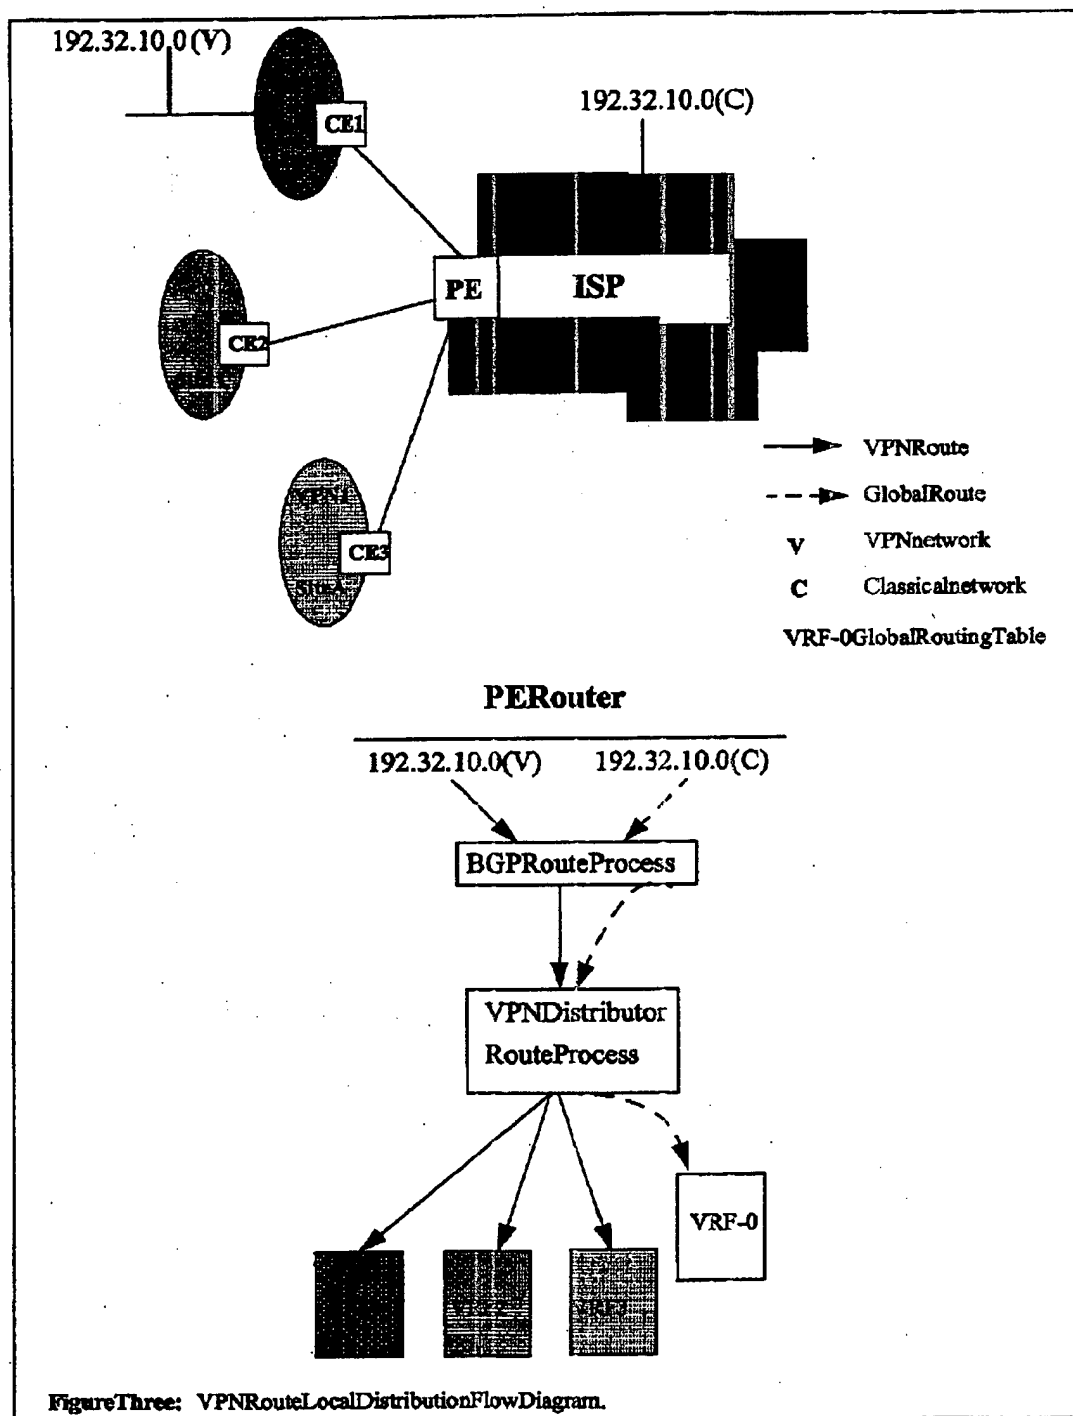 192.32.10.0(V)
CE1
192.32.10.0(C)
PE
ISP
CE2
VPNRoute
GlobalRoute
V VPNnetwork
C Classicalnetwork
VRF-0GlobalRoutingTable
CE3
SiteA
PERouter
192.32.10.0(V) 192.32.10.0(C)
BGPRouteProcess
VPNDistributor
RouteProcess
VRF-0
FigureThree: VPNRouteLocalDistributionFlowDiagram.